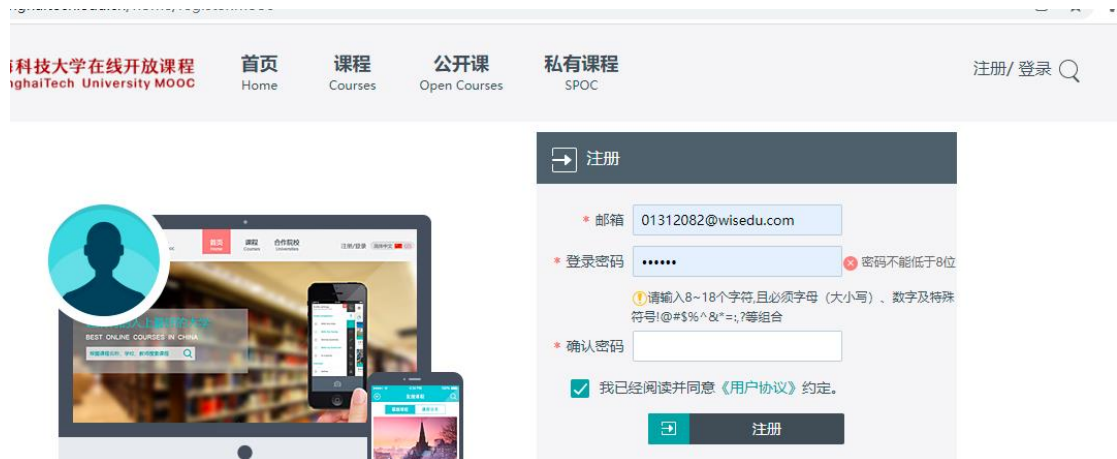 科技大学在线开放课程
nghaiTech University MOOC
首页
Home
课程
Courses
公开课
Open Courses
私有课程
SPOC
注册/ 登录
注册
* 邮箱 01312082@wisedu.com
* 登录密码 •••••• 密码不能低于8位
请输入8~18个字符,且必须字母（大小写）、数字及特殊
符号!@#$%^&*=:,?等组合
* 确认密码
我已经阅读并同意《用户协议》约定。
注册
首页
课程
Courses
合作院校
注册/登录
BEST ONLINE COURSES IN CHINA